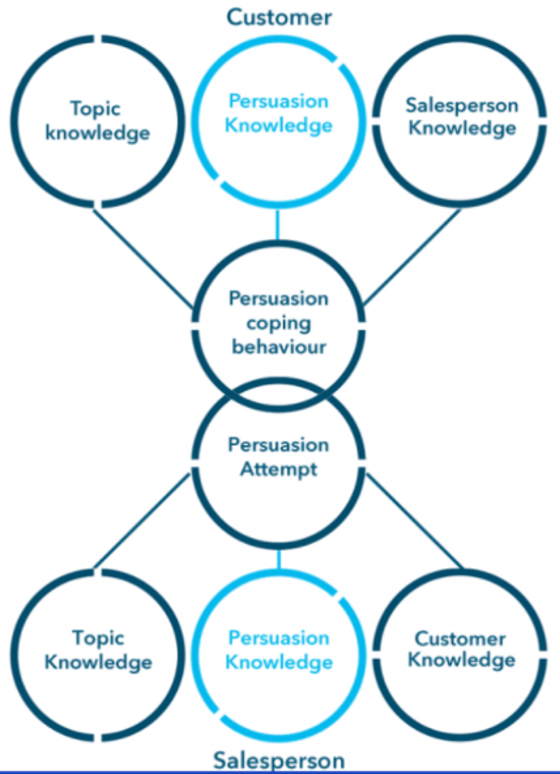 Customer
Topic
knowledge
Persuasion
Knowledge
Salesperson
Knowledge
Persuasion
coping
behaviour
Persuasion
Attempt
Topic
Knowledge
Persuasion
Knowledge
Customer
Knowledge
Salesperson